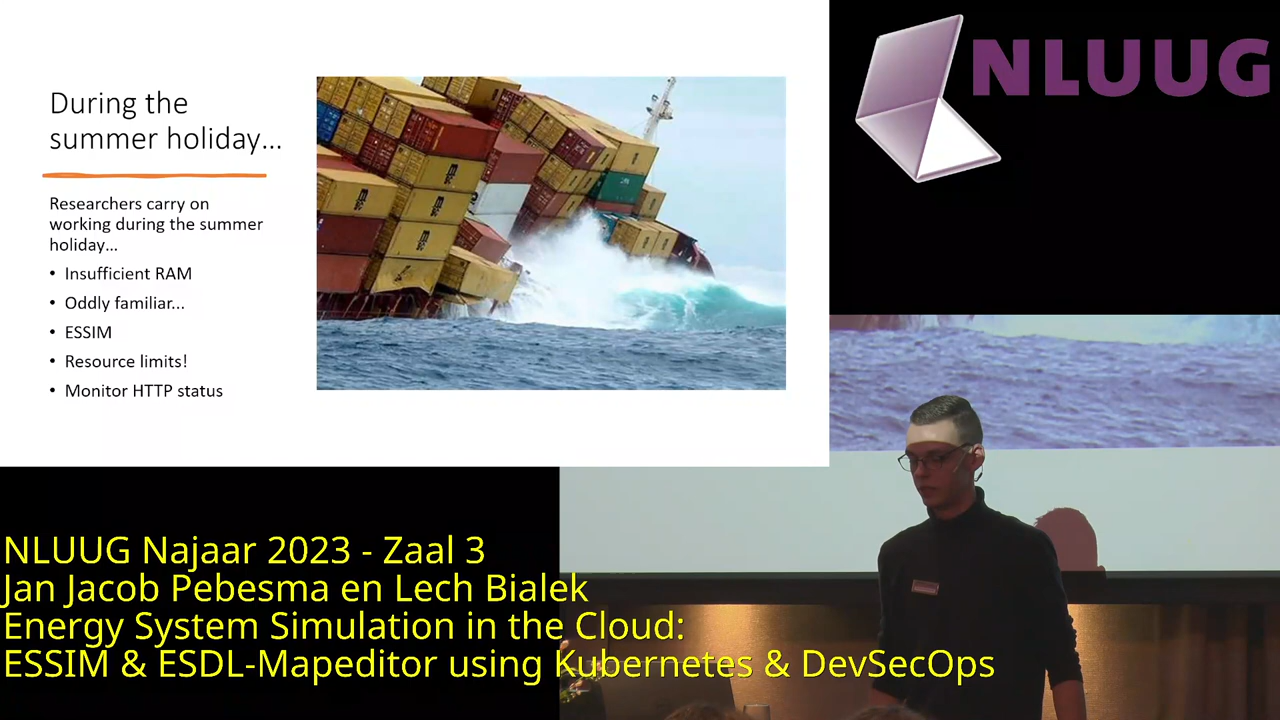 During the
summer holiday...
Researchers carry on
working during the summer
holiday...
• Insufficient RAM
• Oddly familiar...
• ESSIM
• Resource limits!
• Monitor HTTP status
NLUUG
NLUUG Najaar 2023 - Zaal 3
Jan Jacob Pebesma en Lech Bialek
Energy System Simulation in the Cloud:
ESSIM & ESDL-Mapeditor using Kubernetes & DevSecOps